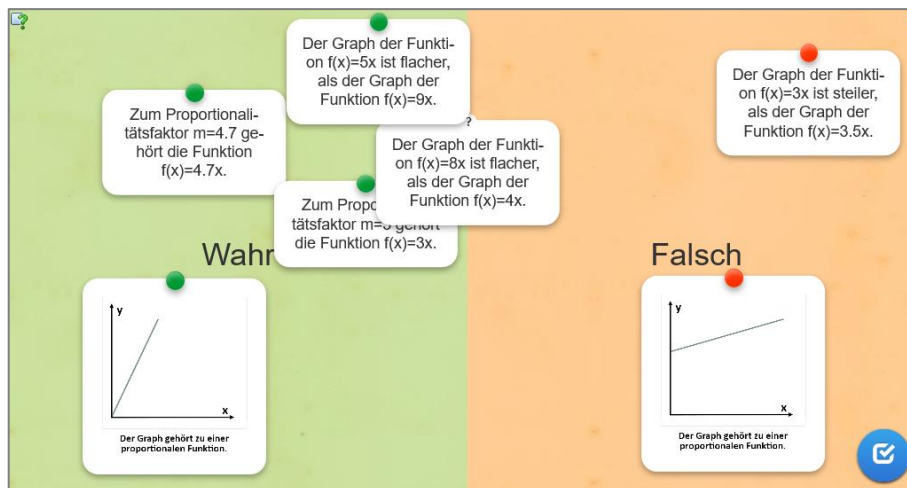 Der Graph der Funkti-
on f(x)=5x ist flacher,
als der Graph der
Funktion f(x)=9x.
Zum Proportionali-
tätsfaktor m=4.7 ge-
hört die Funktion
f(x)=4.7x.
?
Der Graph der Funkti-
on f(x)=8x ist flacher,
als der Graph der
Funktion f(x)=4x.
Zum
tätsfaktor
die Funktion f(x)=3x.
Der Graph der Funkti-
on f(x)=3x ist steiler,
als der Graph der
Funktion f(x)=3.5x.
Wahr
Falsch
y
x
Der Graph gehört zu einer
proportionalen Funktion.
y
x
Der Graph gehört zu einer
proportionalen Funktion.